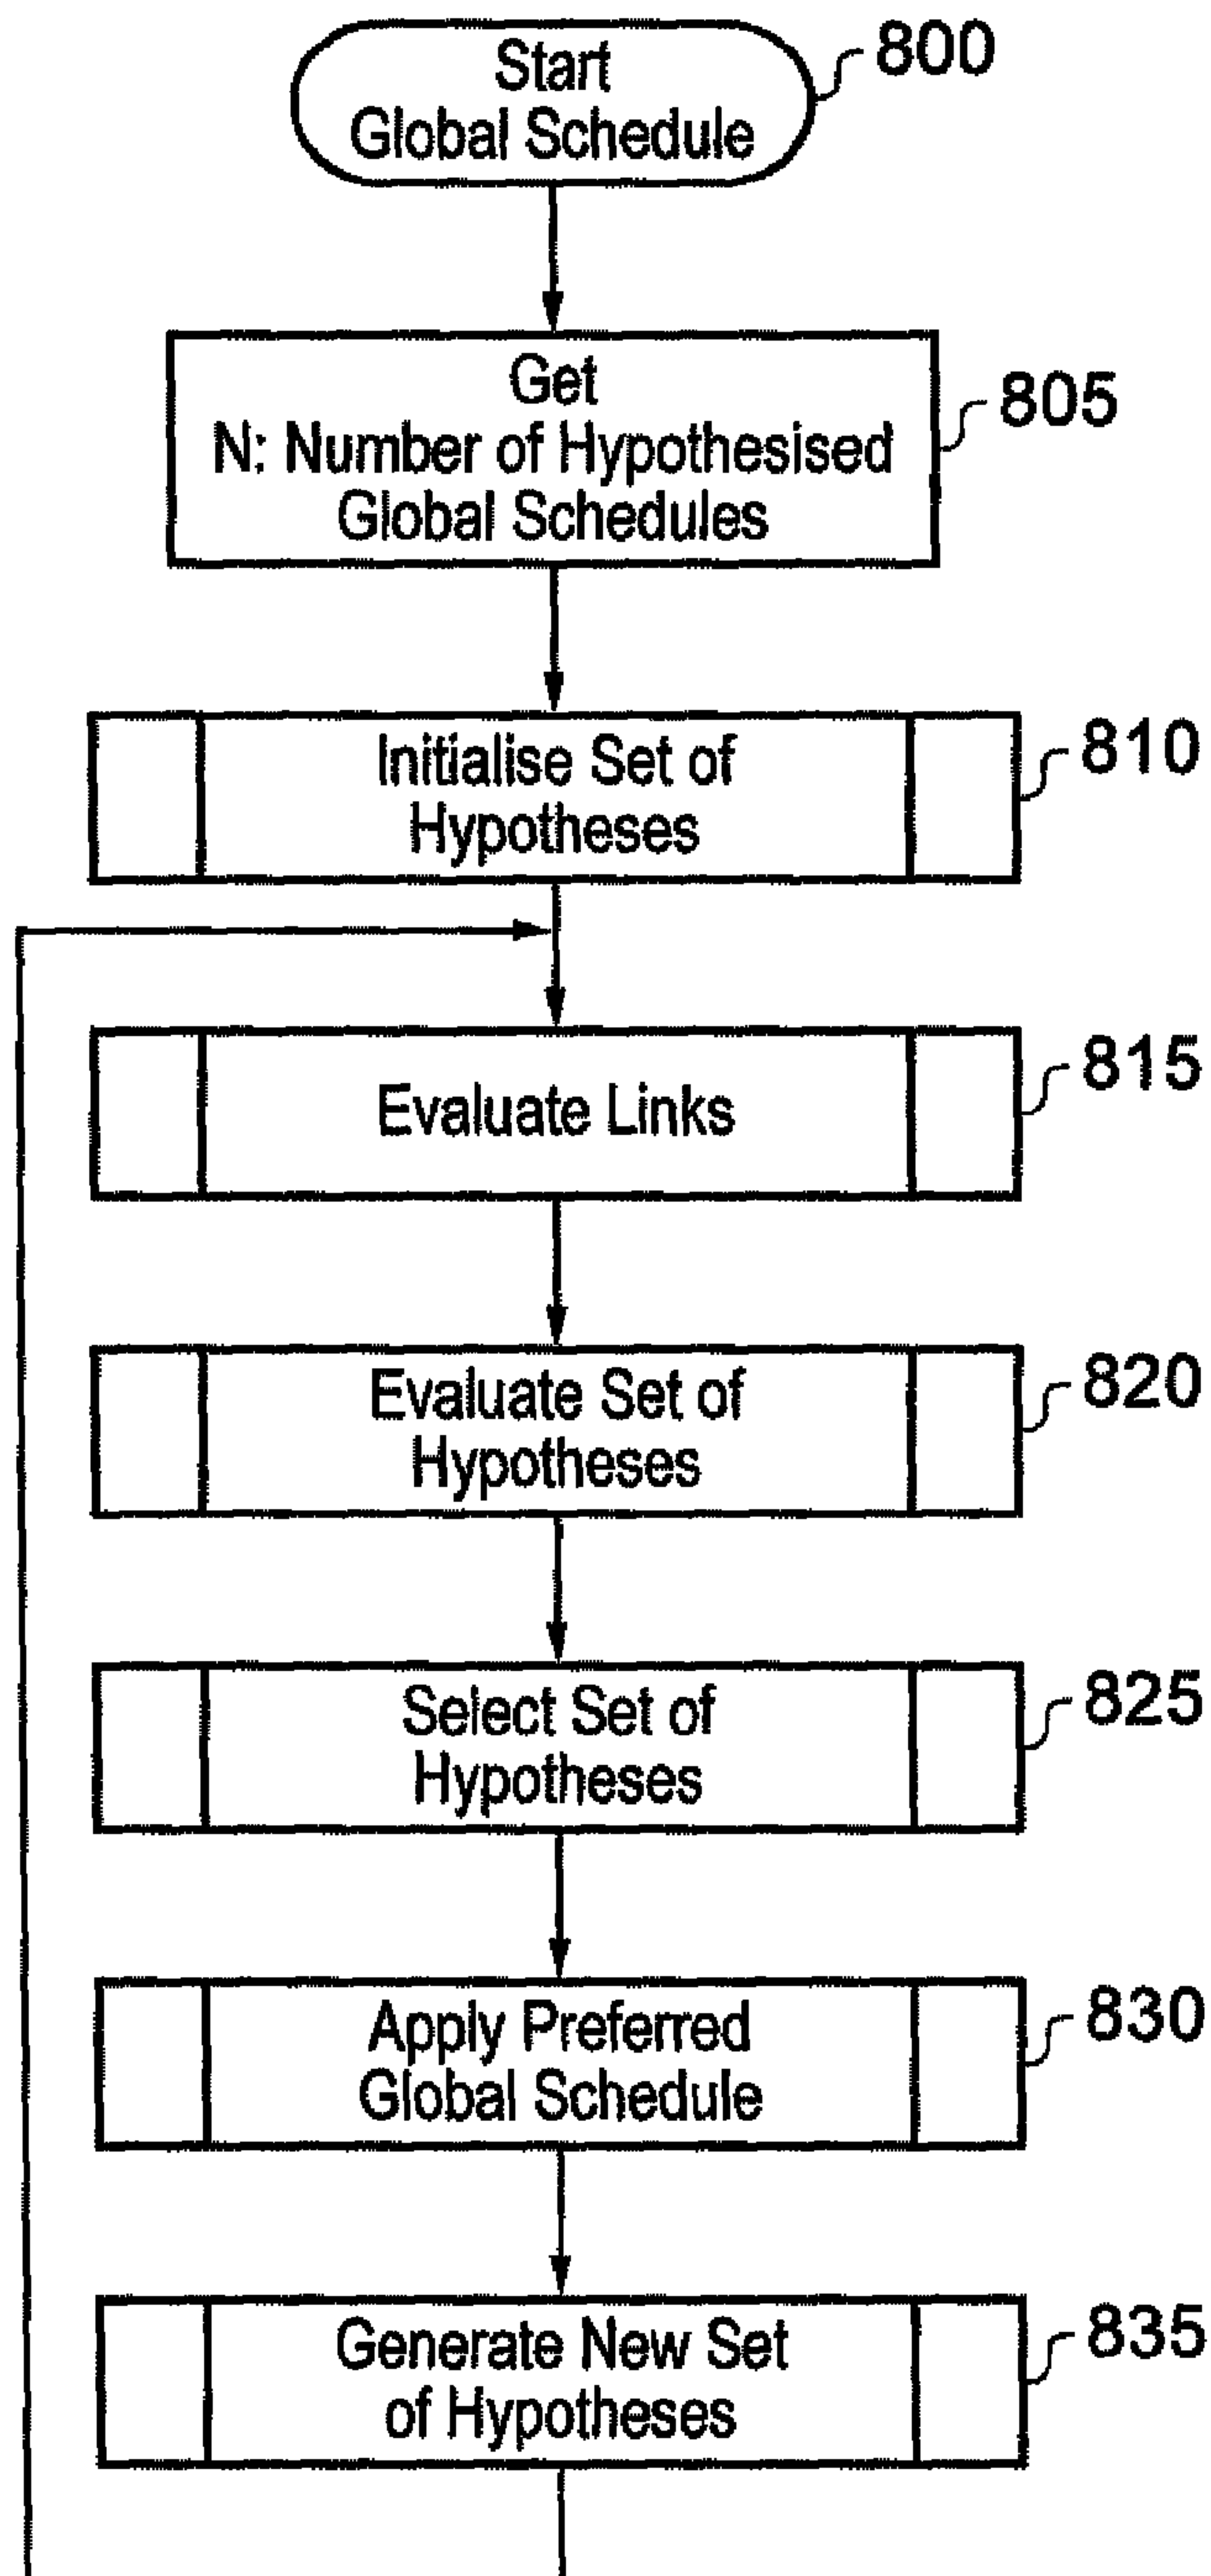 Start
Global Schedule
800
Get
N: Number of Hypothesised
Global Schedules
805
Initialise Set of
Hypotheses
810
Evaluate Links
815
Evaluate Set of
Hypotheses
820
Select Set of
Hypotheses
825
Apply Preferred
Global Schedule
830
Generate New Set
of Hypotheses
835